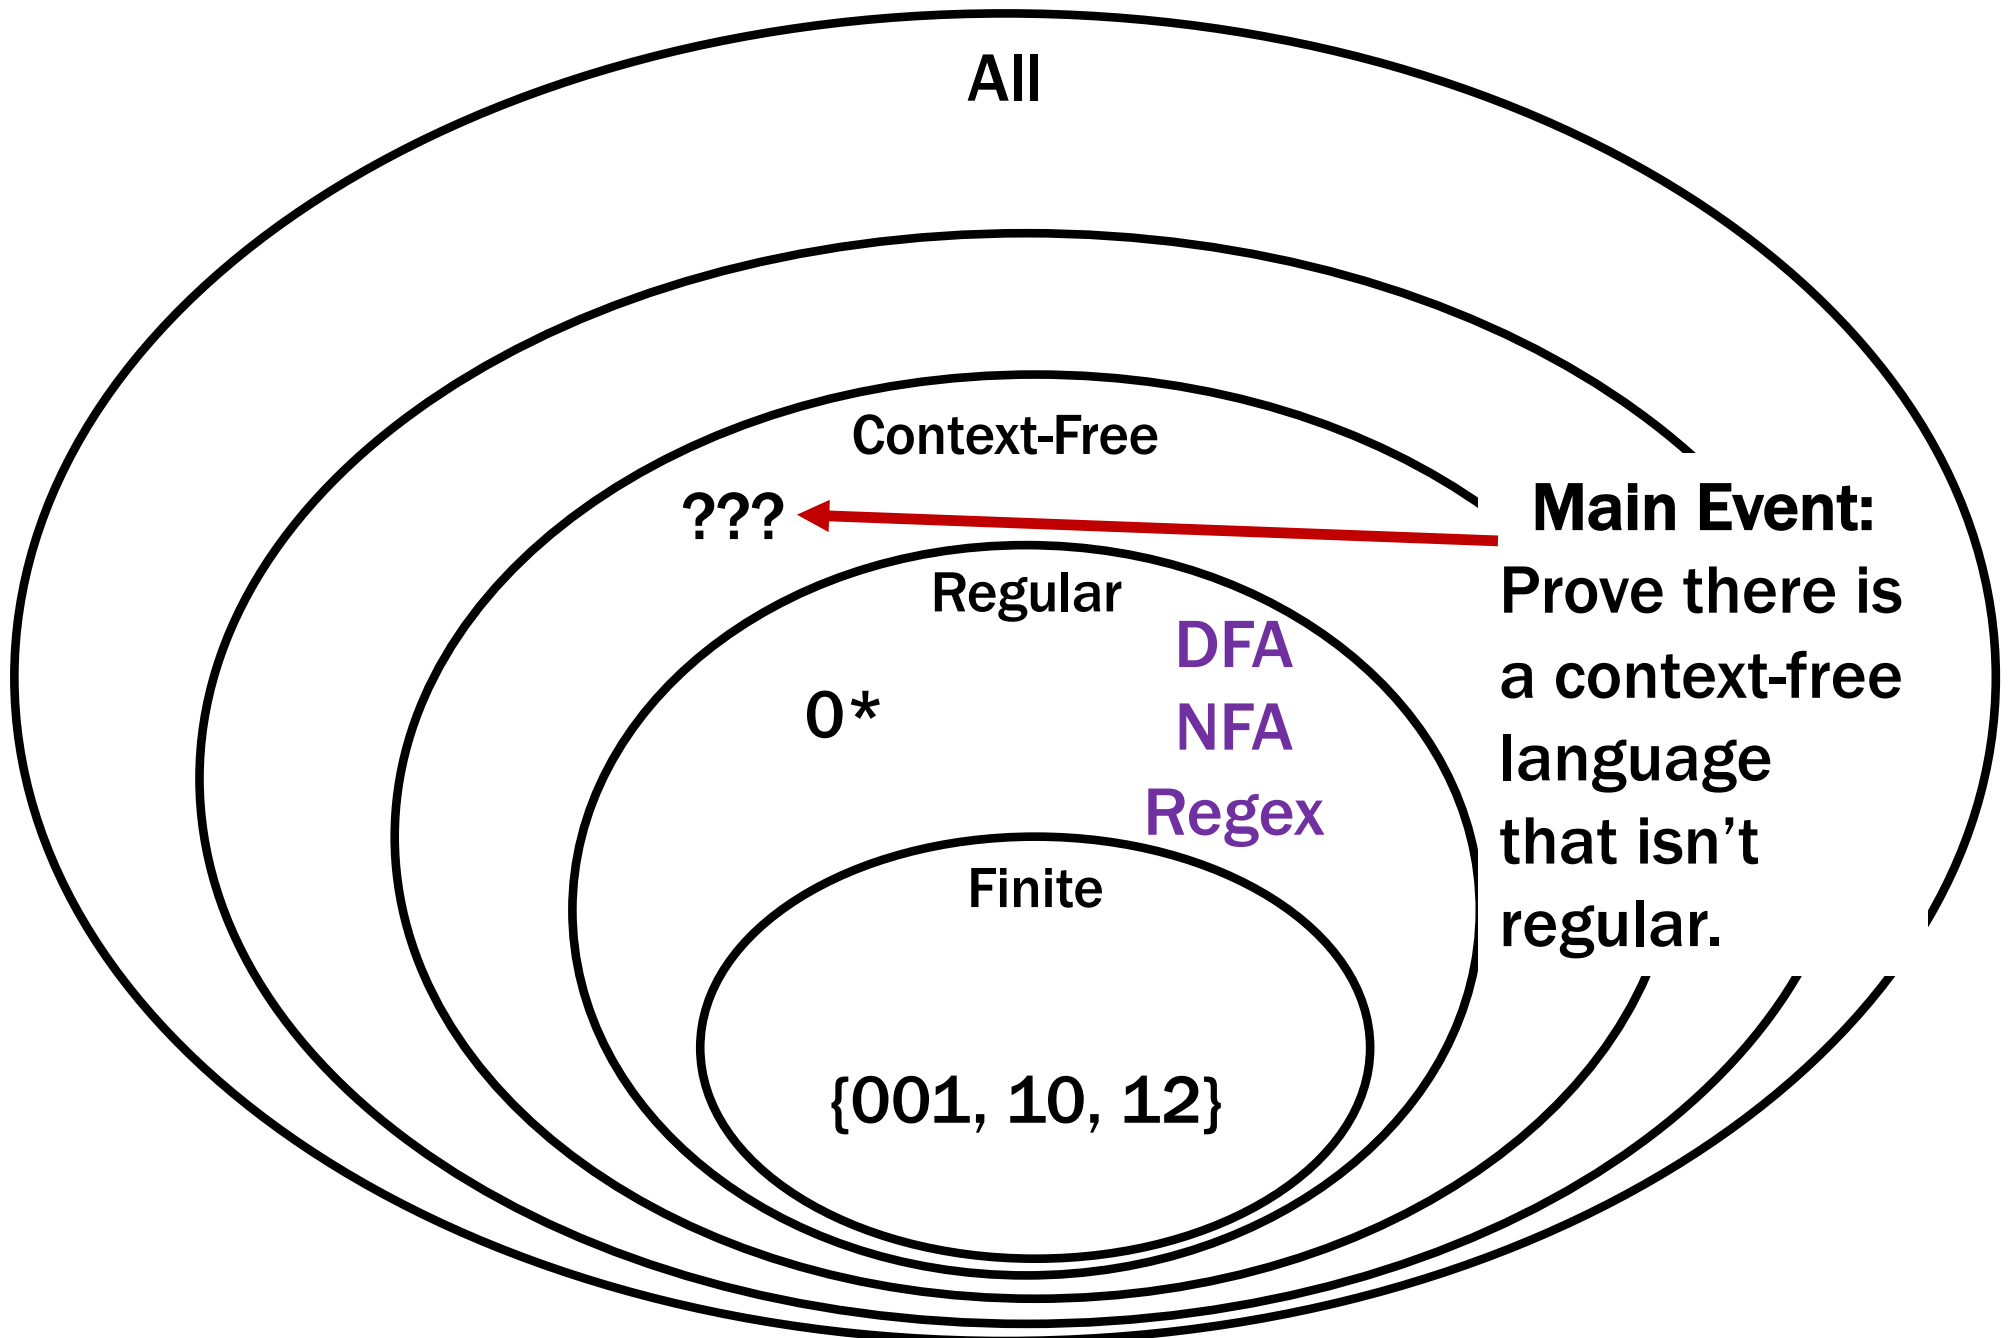 All
Context-Free
???
Main Event:
Prove there is
a context-free
language
that isn’t
regular.
Regular
DFA
0*
NFA
Regex
Finite
{001, 10, 12}